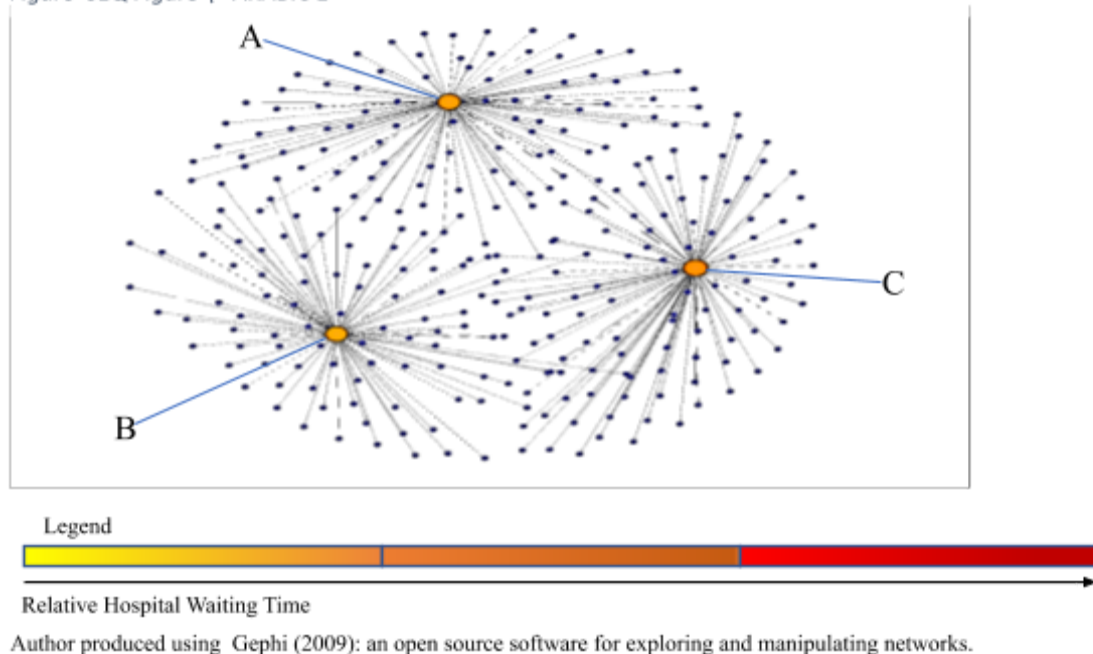 A
C
B
Legend
Relative Hospital Waiting Time
Author produced using Gephi (2009): an open source software for exploring and manipulating networks.